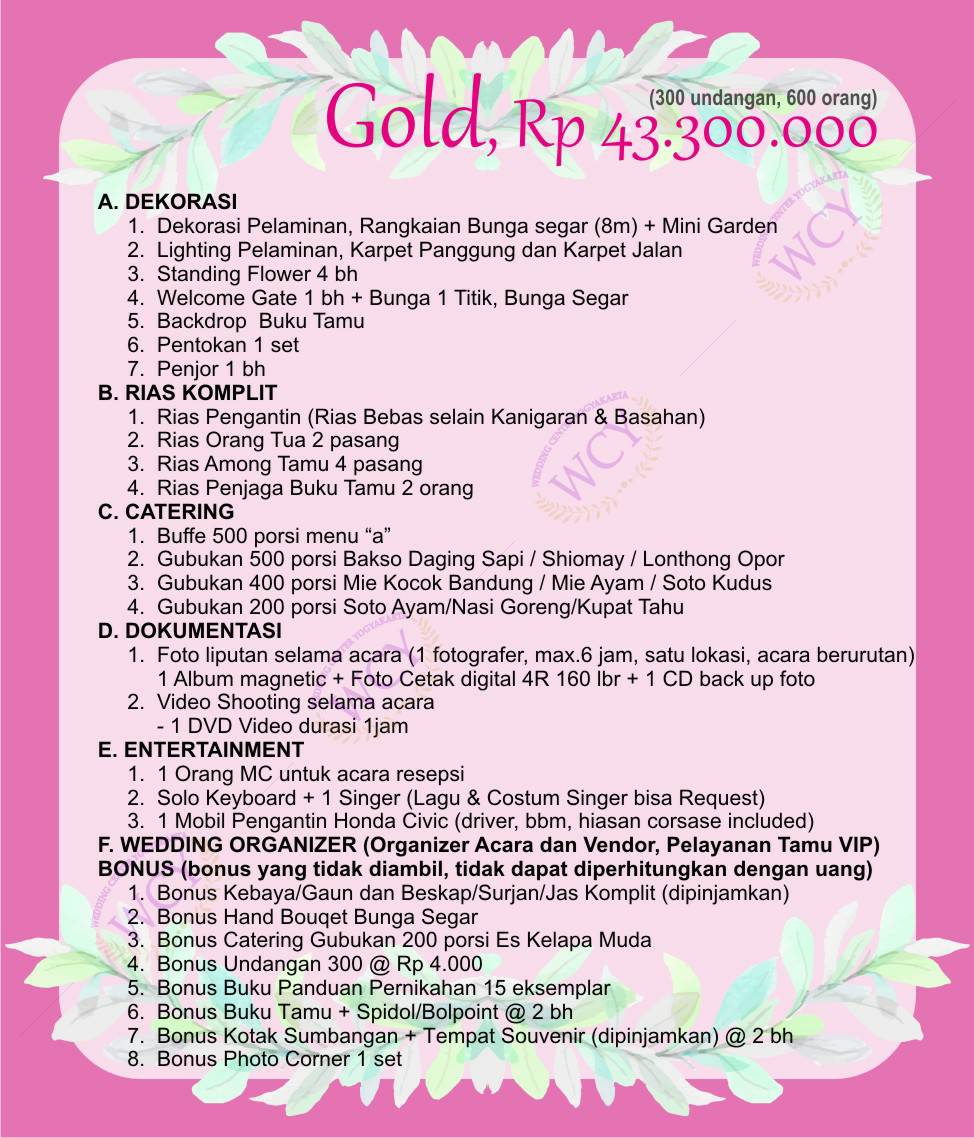 (300 undangan, 600 orang)
Gold, Rp 43.300.000
A. DEKORASI
1. Dekorasi Pelaminan, Rangkaian Bunga segar (8m) + Mini Garden
2. Lighting Pelaminan, Karpet Panggung dan Karpet Jalan
3. Standing Flower 4 bh
4. Welcome Gate 1 bh + Bunga 1 Titik, Bunga Segar
5. Backdrop Buku Tamu
6. Pentokan 1 set
7. Penjor 1 bh
B. RIAS KOMPLIT
1. Rias Pengantin (Rias Bebas selain Kanigaran & Basahan)
2. Rias Orang Tua 2 pasang
3. Rias Among Tamu 4 pasang
4. Rias Penjaga Buku Tamu 2 orang
C. CATERING
1. Buffe 500 porsi menu “a”
2. Gubukan 500 porsi Bakso Daging Sapi / Shiomay / Lonthong Opor
3. Gubukan 400 porsi Mie Kocok Bandung / Mie Ayam / Soto Kudus
4. Gubukan 200 porsi Soto Ayam/Nasi Goreng/Kupat Tahu
D. DOKUMENTASI
1. Foto liputan selama acara (1 fotografer, max.6 jam, satu lokasi, acara berurutan)
1 Album magnetic + Foto Cetak digital 4R 160 lbr + 1 CD back up foto
2. Video Shooting selama acara
- 1 DVD Video durasi 1jam
E. ENTERTAINMENT
1. 1 Orang MC untuk acara resepsi
2. Solo Keyboard + 1 Singer (Lagu & Costum Singer bisa Request)
3. 1 Mobil Pengantin Honda Civic (driver, bbm, hiasan corsase included)
F. WEDDING ORGANIZER (Organizer Acara dan Vendor, Pelayanan Tamu VIP)
BONUS (bonus yang tidak diambil, tidak dapat diperhitungkan dengan uang)
1. Bonus Kebaya/Gaun dan Beskap/Surjan/Jas Komplit (dipinjamkan)
2. Bonus Hand Bouqet Bunga Segar
3. Bonus Catering Gubukan 200 porsi Es Kelapa Muda
4. Bonus Undangan 300 @ Rp 4.000
5. Bonus Buku Panduan Pernikahan 15 eksemplar
6. Bonus Buku Tamu + Spidol/Bolpoint @ 2 bh
7. Bonus Kotak Sumbangan + Tempat Souvenir (dipinjamkan) @ 2 bh
8. Bonus Photo Corner 1 set
WEDDING CENTER YOGYAKARTA
WCY
WEDDING CENTER YOGYAKARTA
WCY
WEDDING CENTER YOGYAKARTA
WCY
WEDDING CENTER
WCY